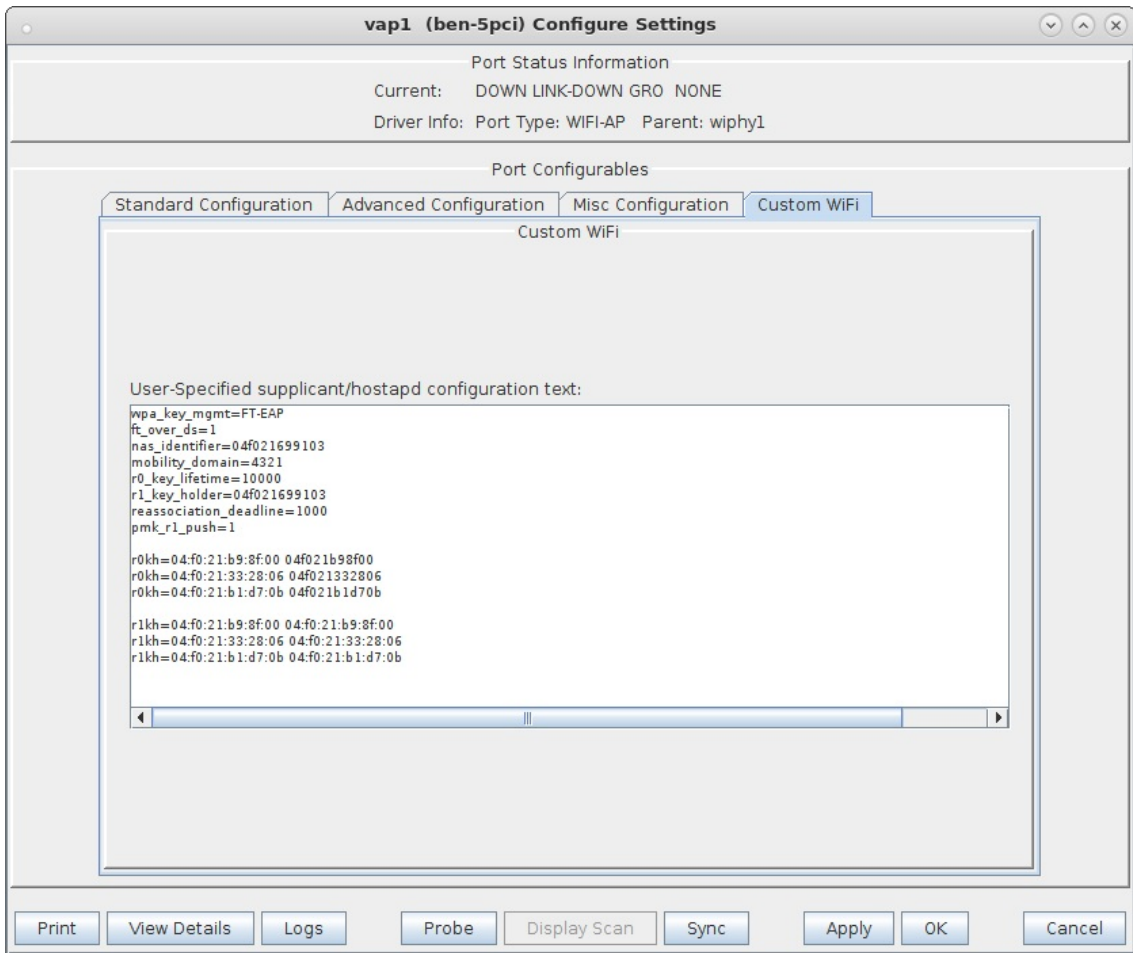 vap1 (ben-5pci) Configure Settings
Port Status Information
Current: DOWN LINK-DOWN GRO NONE
Driver Info: Port Type: WIFI-AP Parent: wiphy1
Port Configurables
Standard Configuration Advanced Configuration Misc Configuration Custom WiFi
Custom WiFi
User-Specified supplicant/hostapd configuration text:
wpa_key_mgmt=FT-EAP
ft_over_ds=1
nas_identifier=04f021699103
mobility_domain=4321
r0_key_lifetime=10000
r1_key_holder=04f021699103
reassociation_deadline=1000
pmk_r1_push=1
r0kh=04:f0:21:b9:8f:00 04f021b98f00
r0kh=04:f0:21:33:28:06 04f021332806
r0kh=04:f0:21:b1:d7:0b 04f021b1d70b
r1kh=04:f0:21:b9:8f:00 04:f0:21:b9:8f:00
r1kh=04:f0:21:33:28:06 04:f0:21:33:28:06
r1kh=04:f0:21:b1:d7:0b 04:f0:21:b1:d7:0b
Print View Details Logs Probe Display Scan Sync Apply OK Cancel